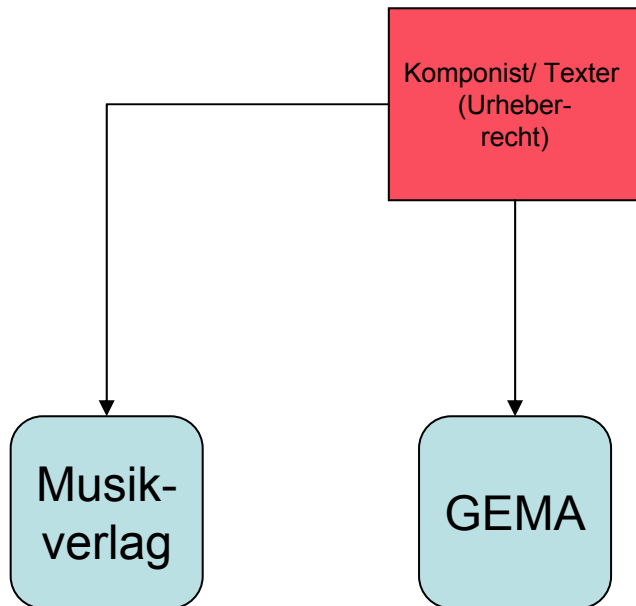 Komponist/ Texter
(Urheber-
recht)
Musik-
verlag
GEMA